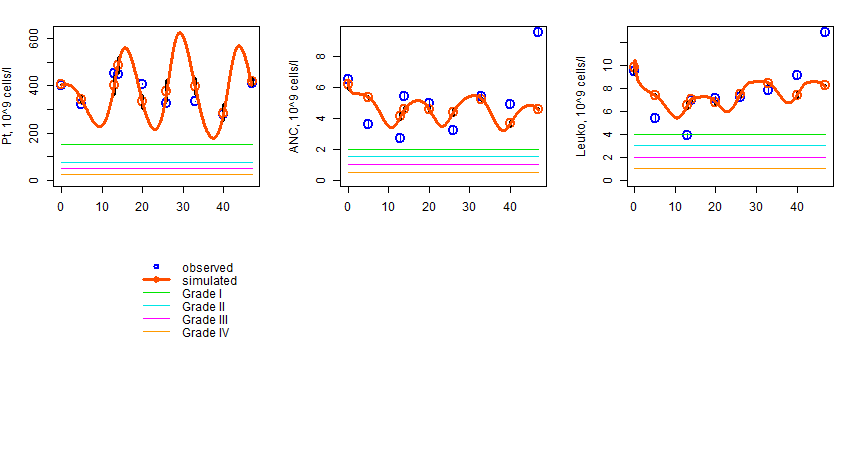 Pt, 10^9 cells/l
0
200
400
600
0 10 20 30 40
ANC, 10^9 cells/l
0
2
4
6
8
0 10 20 30 40
Leuko, 10^9 cells/l
0
2
4
6
8
10
0 10 20 30 40
observed
simulated
Grade I
Grade II
Grade III
Grade IV